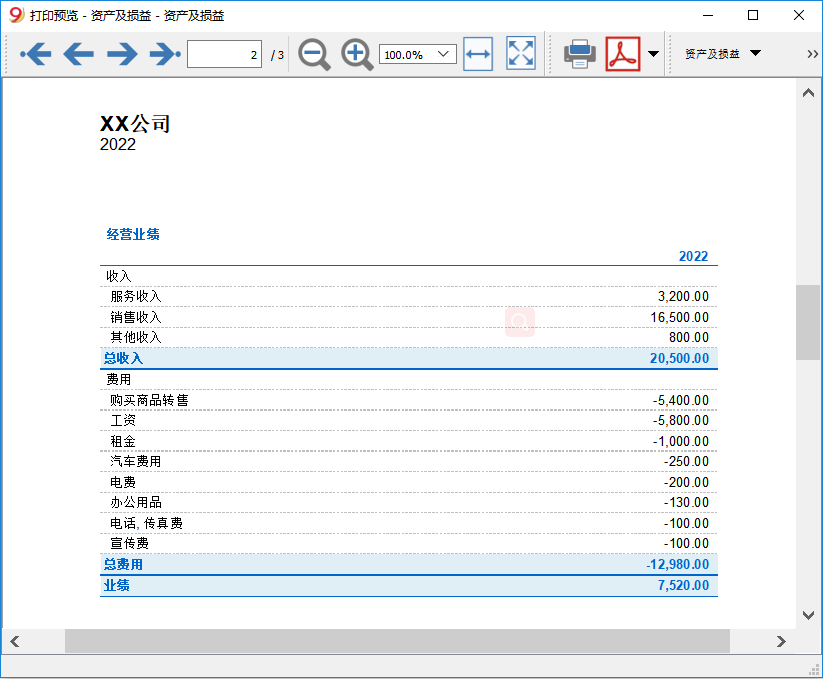 打印预览 - 资产及损益 - 资产及损益
2 / 3 100.0% 资产及损益
XX公司
2022
经营业绩
2022
收入
服务收入 3,200.00
销售收入 16,500.00
其他收入 800.00
总收入 20,500.00
费用
购买商品转售 -5,400.00
工资 -5,800.00
租金 -1,000.00
汽车费用 -250.00
电费 -200.00
办公用品 -130.00
电话, 传真费 -100.00
宣传费 -100.00
总费用 -12,980.00
业绩 7,520.00